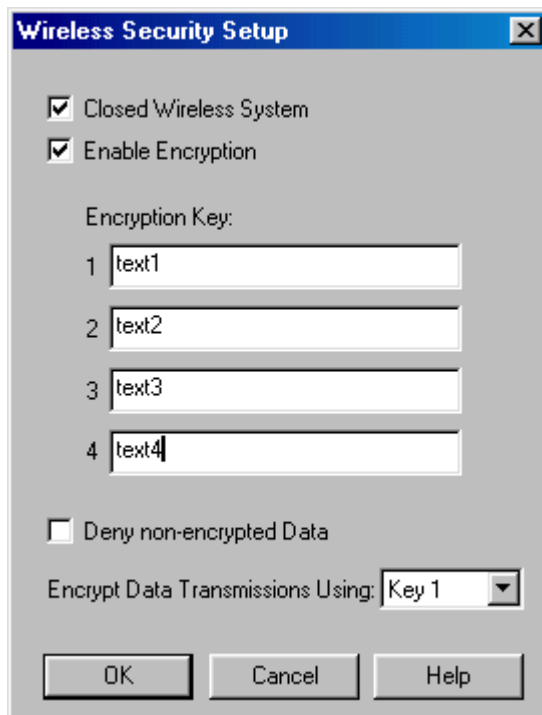 Wireless Security Setup
Closed Wireless System
Enable Encryption
Encryption Key:
1 text1
2 text2
3 text3
4 text4
Deny non-encrypted Data
Encrypt Data Transmissions Using: Key 1
OK Cancel Help